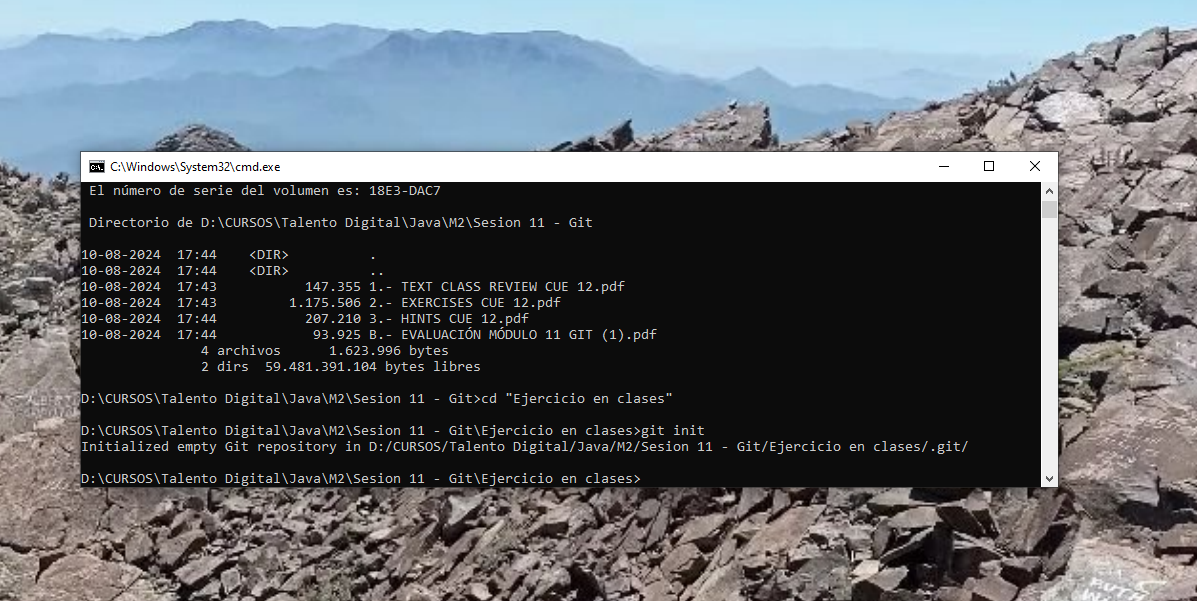 C:\Windows\System32\cmd.exe
El número de serie del volumen es: 18E3-DAC7
Directorio de D:\CURSOS\Talento Digital\Java\M2\Sesion 11 - Git
10-08-2024  17:44    <DIR>          .
10-08-2024  17:44    <DIR>          ..
10-08-2024  17:43           147.355 1.- TEXT CLASS REVIEW CUE 12.pdf
10-08-2024  17:43         1.175.506 2.- EXERCISES CUE 12.pdf
10-08-2024  17:44           207.210 3.- HINTS CUE 12.pdf
10-08-2024  17:44            93.925 B.- EVALUACIÓN MÓDULO 11 GIT (1).pdf
4 archivos      1.623.996 bytes
2 dirs  59.481.391.104 bytes libres
D:\CURSOS\Talento Digital\Java\M2\Sesion 11 - Git>cd "Ejercicio en clases"
D:\CURSOS\Talento Digital\Java\M2\Sesion 11 - Git\Ejercicio en clases>git init
Initialized empty Git repository in D:/CURSOS/Talento Digital/Java/M2/Sesion 11 - Git/Ejercicio en clases/.git/
D:\CURSOS\Talento Digital\Java\M2\Sesion 11 - Git\Ejercicio en clases>